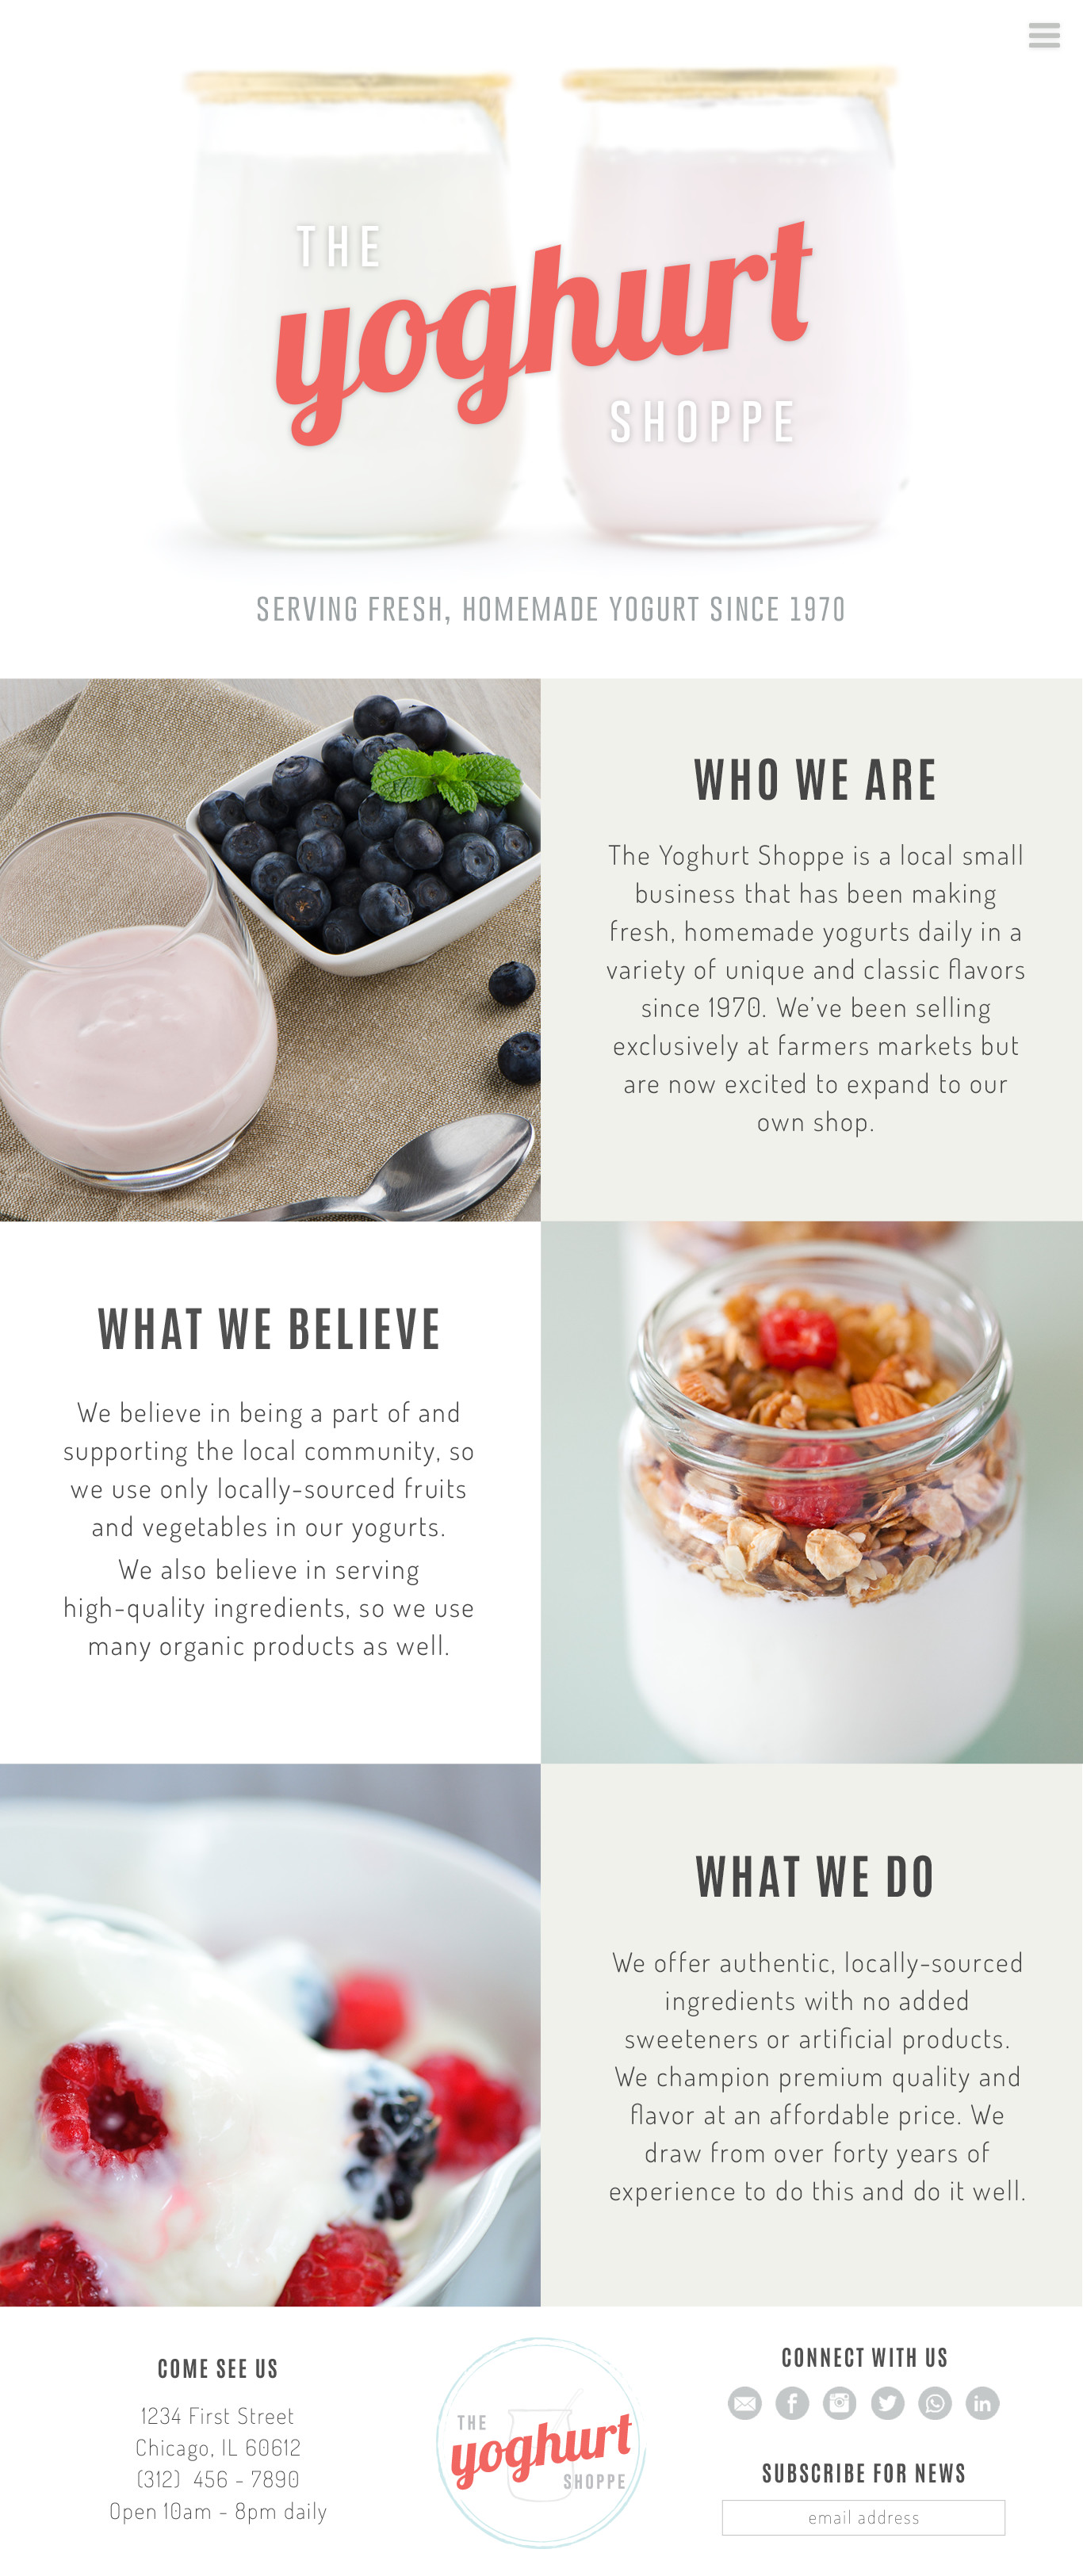 THE
yoghurt
SHOPPE
SERVING FRESH, HOMEMADE YOGURT SINCE 1970
WHO WE ARE
The Yoghurt Shoppe is a local small
business that has been making
fresh, homemade yogurts daily in a
variety of unique and classic flavors
since 1970. We've been selling
exclusively at farmers markets but
are now excited to expand to our
own shop.
WHAT WE BELIEVE
We believe in being a part of and
supporting the local community, so
we use only locally-sourced fruits
and vegetables in our yogurts.
We also believe in serving
high-quality ingredients, so we use
many organic products as well.
WHAT WE DO
We offer authentic, locally-sourced
ingredients with no added
sweeteners or artificial products.
We champion premium quality and
flavor at an affordable price. We
draw from over forty years of
experience to do this and do it well.
COME SEE US
1234 First Street
Chicago, IL 60612
(312) 456 - 7890
Open 10am - 8pm daily
THE
yoghurt
SHOPPE
CONNECT WITH US
SUBSCRIBE FOR NEWS
email address